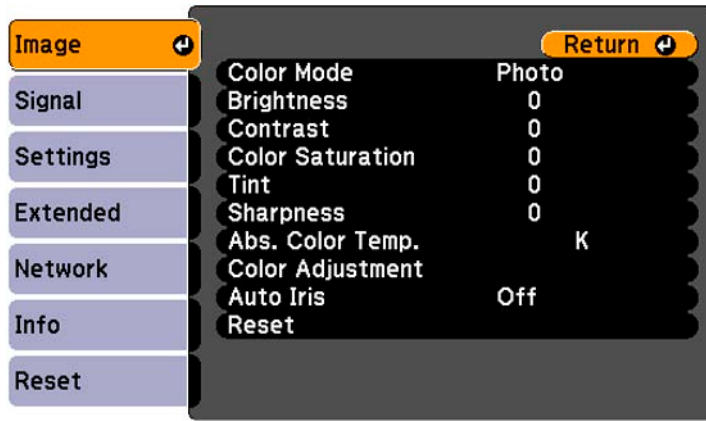 Image
Signal
Settings
Extended
Network
Info
Reset
Return
Color Mode Photo
Brightness 0
Contrast 0
Color Saturation 0
Tint 0
Sharpness 0
Abs. Color Temp. K
Color Adjustment
Auto Iris Off
Reset